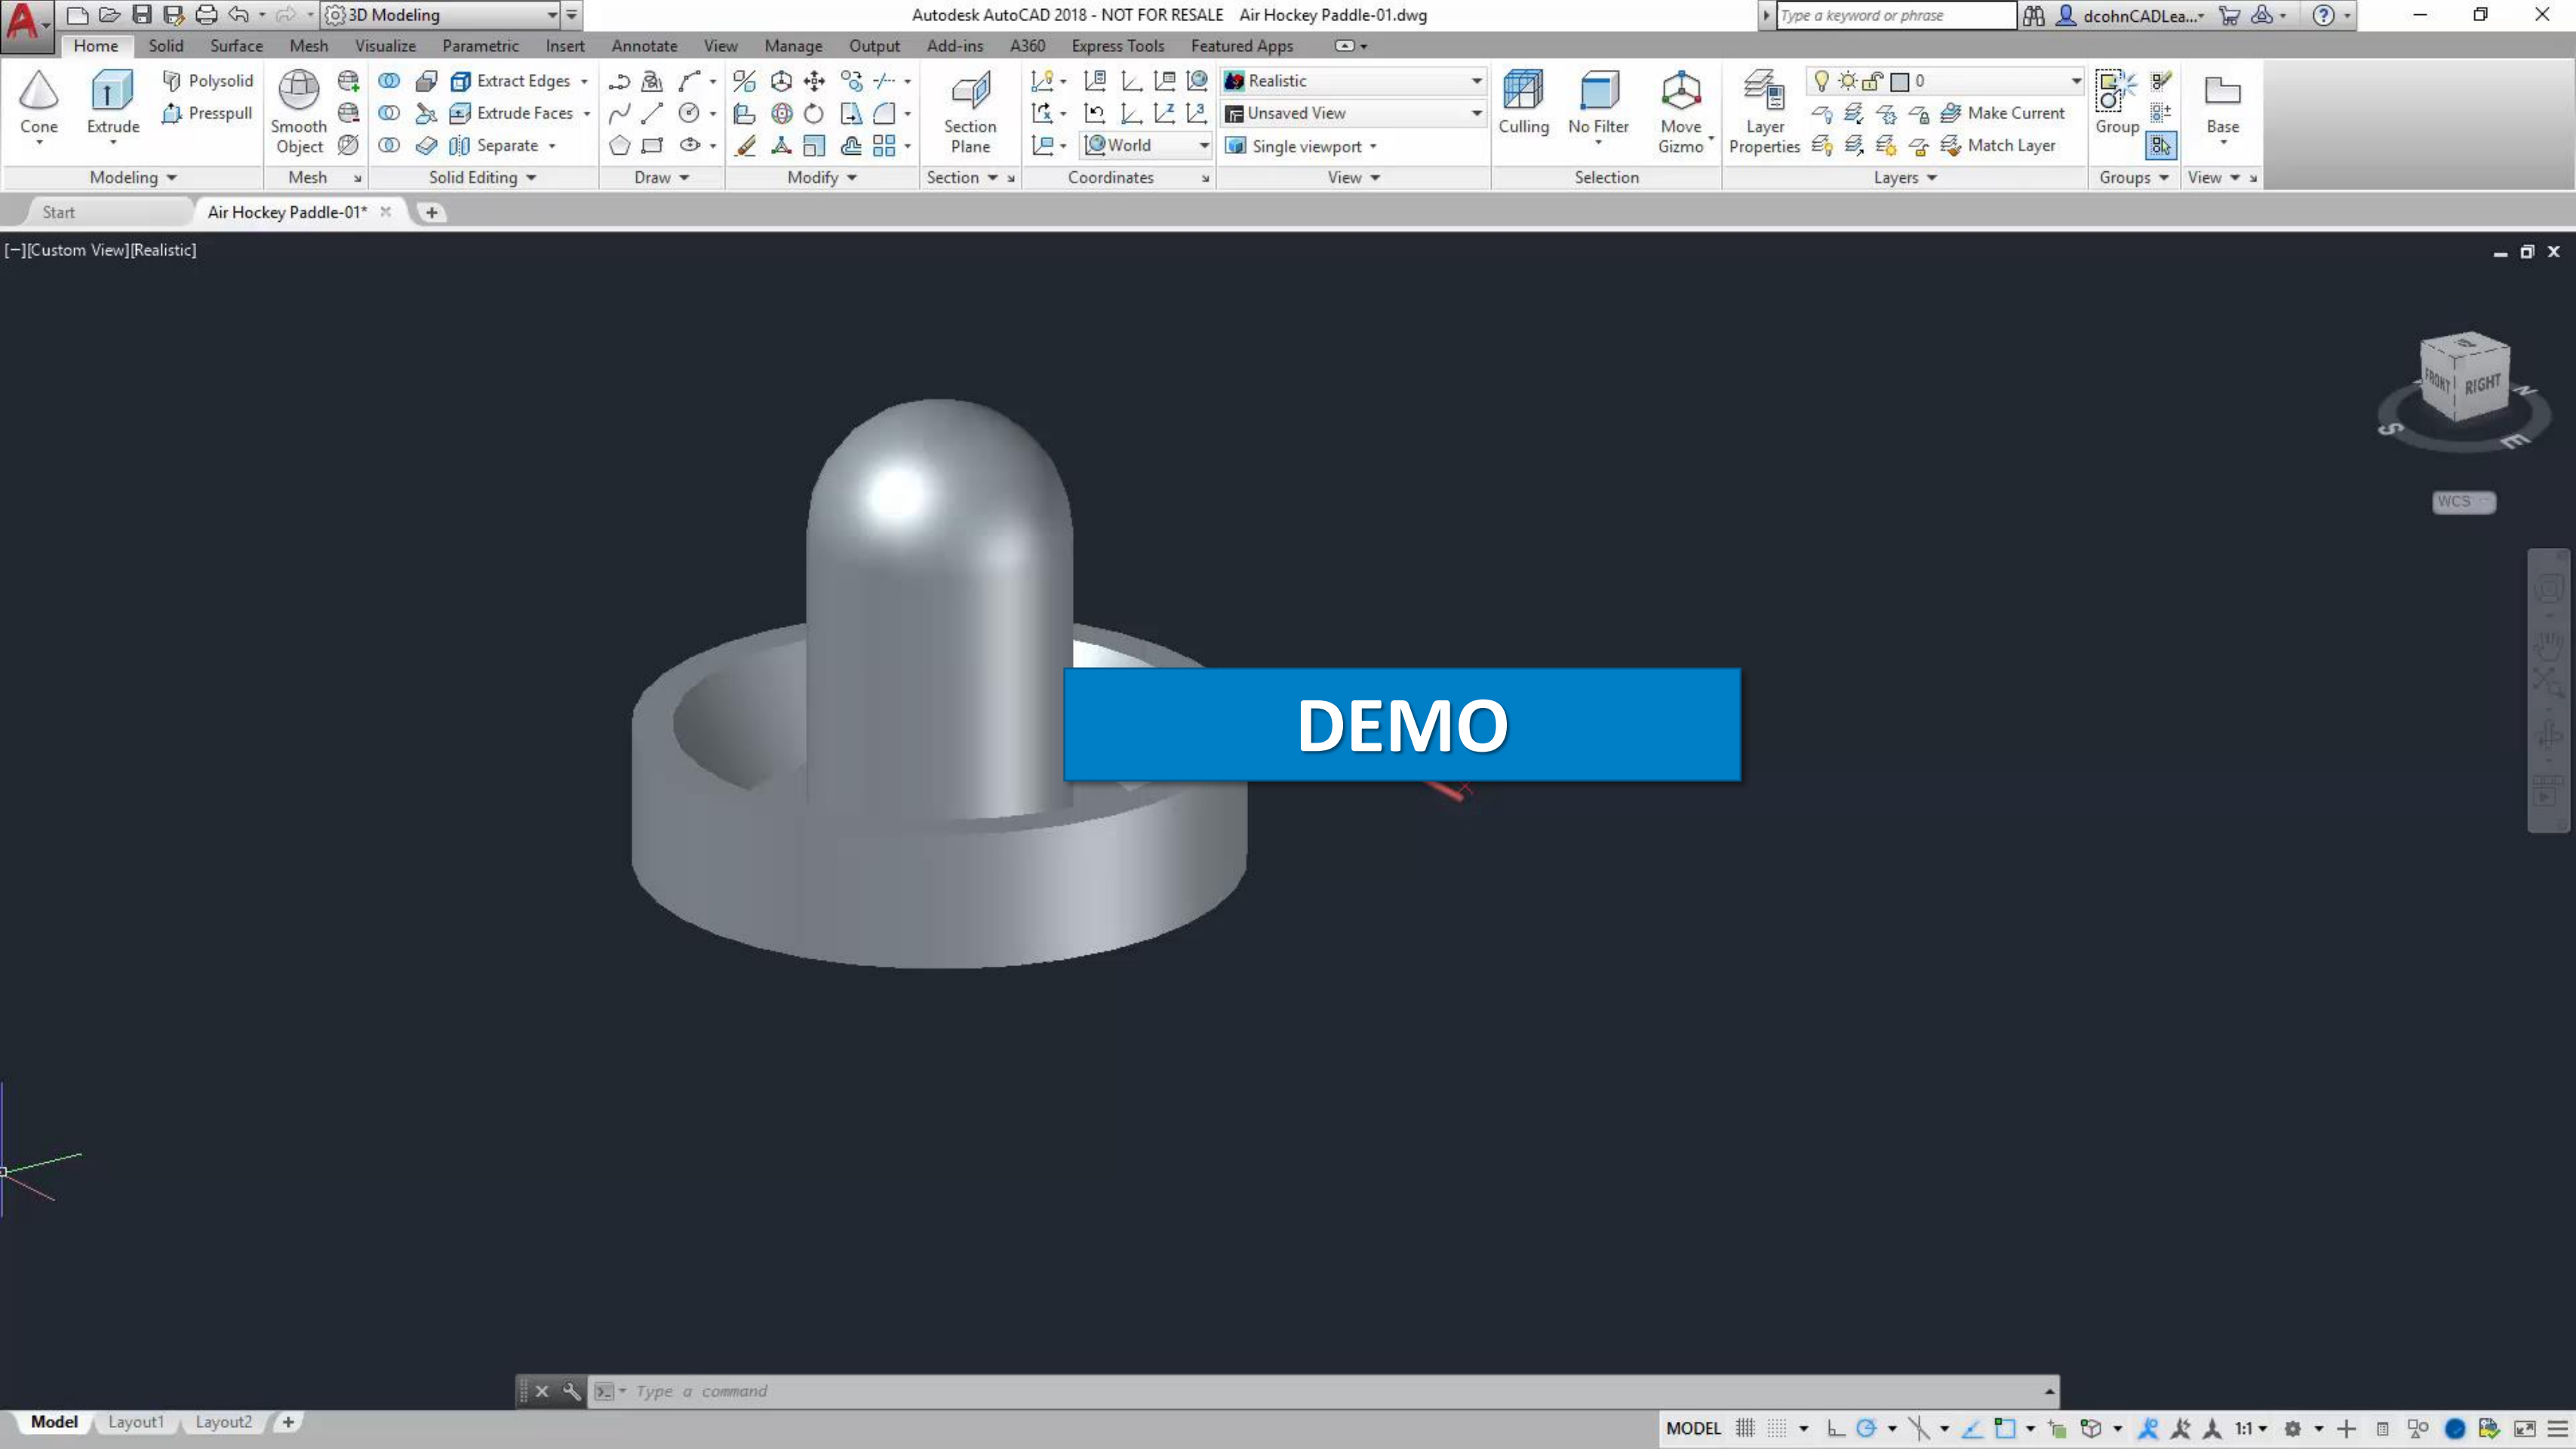 3D Modeling
Autodesk AutoCAD 2018 - NOT FOR RESALE Air Hockey Paddle-01.dwg
Type a keyword or phrase
dcohnCADLea...
Home Solid Surface Mesh Visualize Parametric Insert Annotate View Manage Output Add-ins A360 Express Tools Featured Apps
Polysolid
Extract Edges
Realistic
0
Presspull
Extrude Faces
Unsaved View
Make Current
Cone
Extrude
Smooth
Object
Separate
Section
Plane
World
Single viewport
Culling
No Filter
Move
Gizmo
Layer
Properties
Match Layer
Group
Base
Modeling
Mesh
Solid Editing
Draw
Modify
Section
Coordinates
View
Selection
Layers
Groups
View
Start
Air Hockey Paddle-01*
[−][Custom View][Realistic]
FRONT
RIGHT
N
S
E
WCS
DEMO
X
Type a command
Model
Layout1
Layout2
MODEL
1:1